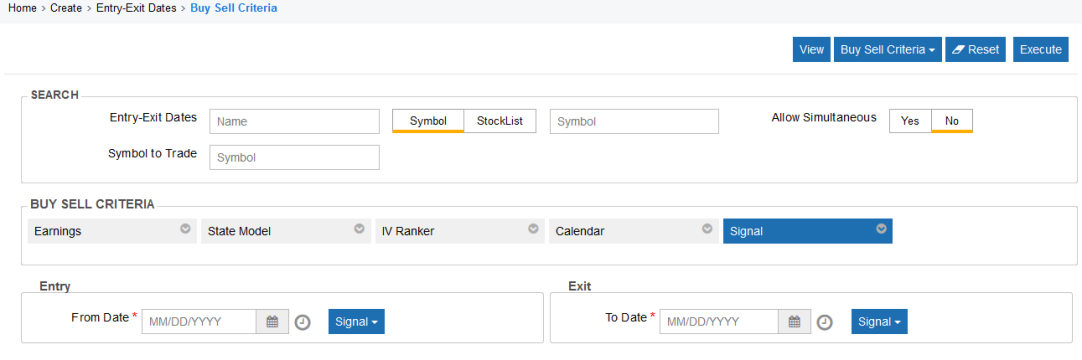 Home > Create > Entry-Exit Dates > Buy Sell Criteria
View Buy Sell Criteria Reset Execute
SEARCH
Entry-Exit Dates Name Symbol StockList Symbol Allow Simultaneous Yes No
Symbol to Trade Symbol
BUY SELL CRITERIA
Earnings State Model IV Ranker Calendar Signal
Entry Exit
From Date * MM/DD/YYYY Signal To Date * MM/DD/YYYY Signal